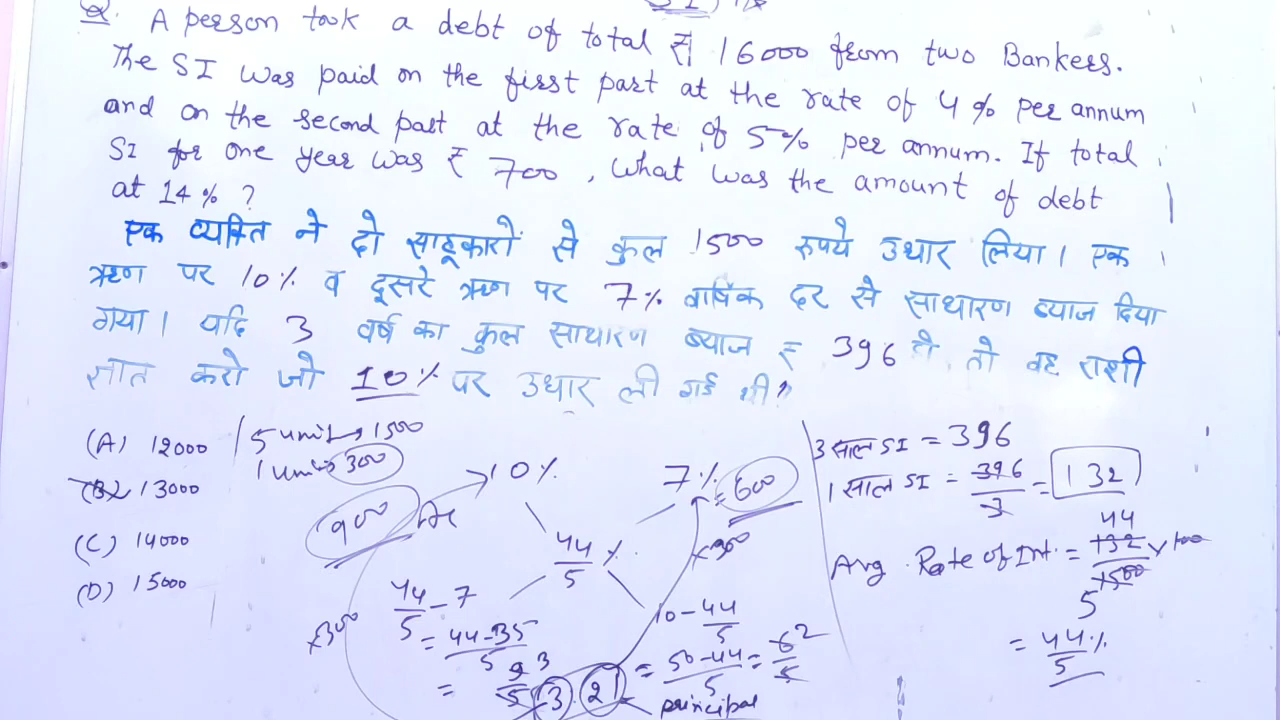 Q. A person took a debt of total ₹ 16000 from two Bankers.
The SI was paid on the first part at the rate of 4% per annum
and on the second part at the rate of 5% per annum. If total
SI for one year was ₹ 700, What was the amount of debt
at 14% ?
एक व्यक्ति ने दो साहूकारों से कुल 1500 रुपये उधार लिया। एक
ऋण पर 10% व दूसरे ऋण पर 7% वार्षिक दर से साधारण ब्याज दिया
गया। यदि 3 वर्ष का कुल साधारण ब्याज ₹ 396 है तो वह राशी
ज्ञात करो जो 10% पर उधार ली गई थी?
(A) 12000
(B) 13000
(C) 14000
(D) 15000
5 unit → 1500
1 unit → 300
10%
7%
= 600
900
44/5 %
×300
×300
44/5 - 7
= 44-35/5
= 9/5
3
3 : 2
10 - 44/5
= 50-44/5 = 6/5
2
principal
3 साल SI = 396
1 साल SI = 396/3 = 132
Avg. Rate of Int. = 132/1500 × 100
44
5
= 44/5 %